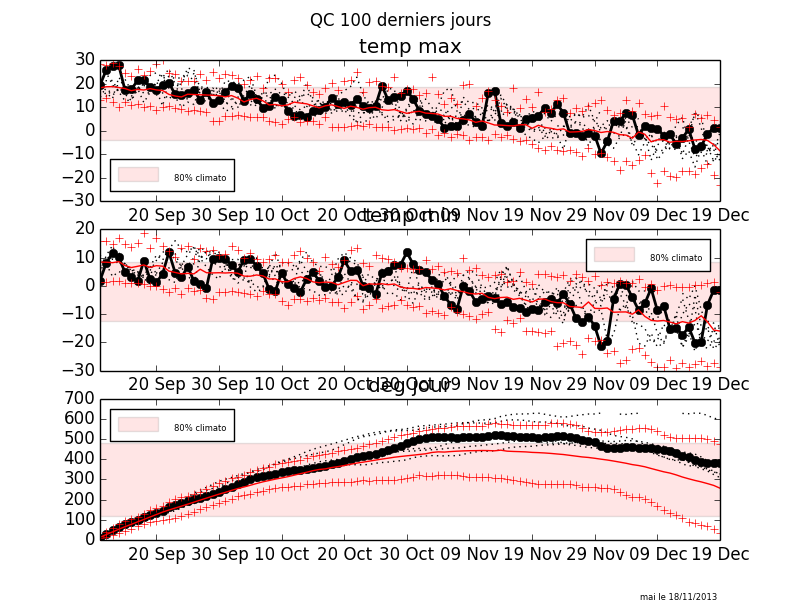 QC 100 derniers jours
temp max
30
20
10
0
−10
−20
−30
80% climato
20 Sep 30 Sep 10 Oct 20 Oct 30 Oct 09 Nov 19 Nov 29 Nov 09 Dec 19 Dec
temp min
20
10
0
−10
−20
−30
80% climato
20 Sep 30 Sep 10 Oct 20 Oct 30 Oct 09 Nov 19 Nov 29 Nov 09 Dec 19 Dec
deg jour
700
600
500
400
300
200
100
0
80% climato
20 Sep 30 Sep 10 Oct 20 Oct 30 Oct 09 Nov 19 Nov 29 Nov 09 Dec 19 Dec
maj le 18/11/2013